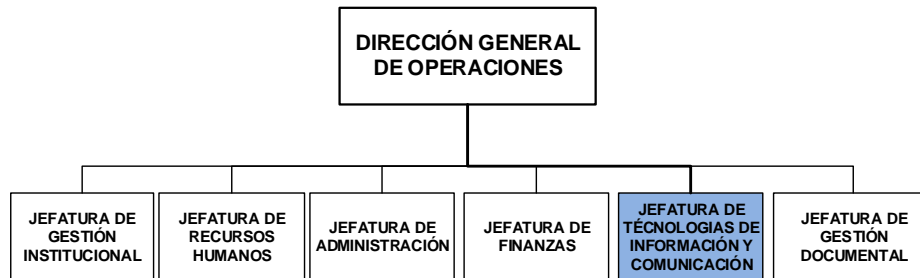 DIRECCIÓN GENERAL
DE OPERACIONES
JEFATURA DE
GESTIÓN
INSTITUCIONAL
JEFATURA DE
RECURSOS
HUMANOS
JEFATURA DE
ADMINISTRACIÓN
JEFATURA DE
FINANZAS
JEFATURA DE
TÉCNOLOGIAS DE
INFORMACIÓN Y
COMUNICACIÓN
JEFATURA DE
GESTIÓN
DOCUMENTAL